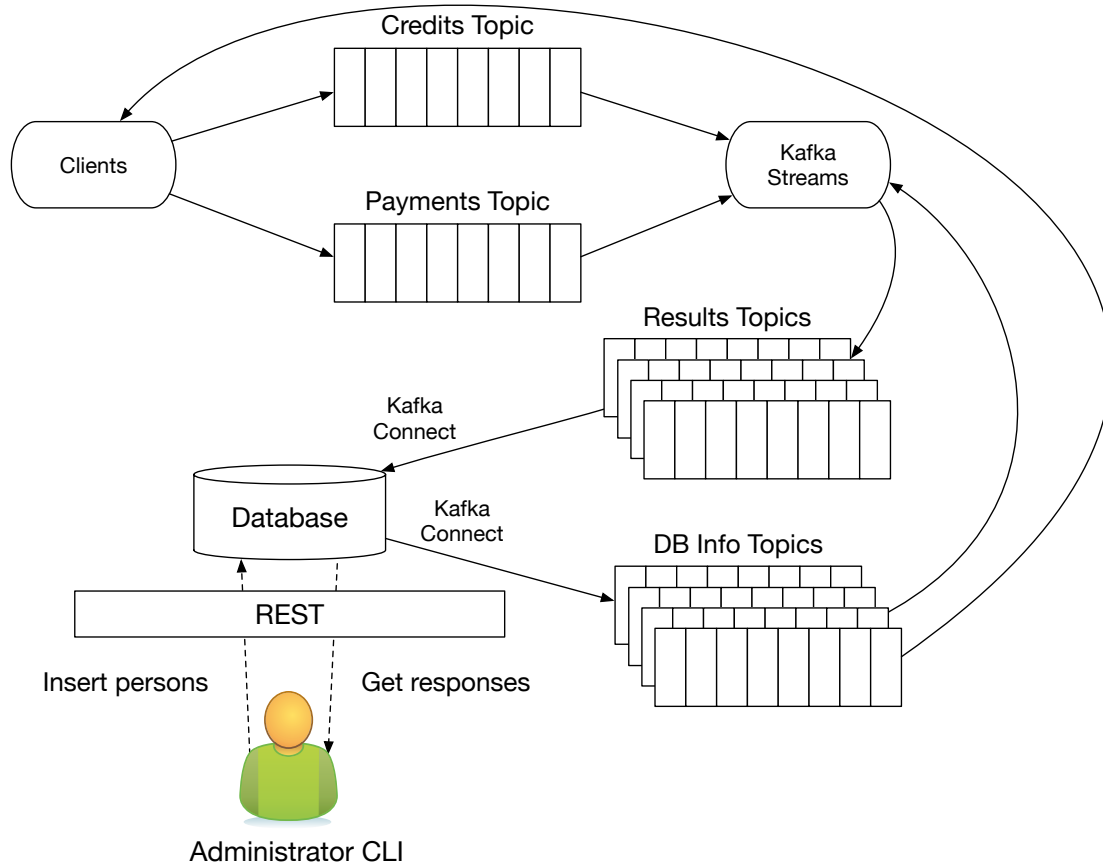 Credits Topic
Clients
Kafka
Streams
Payments Topic
Results Topics
Kafka
Connect
Database
Kafka
Connect
DB Info Topics
REST
Insert persons
Get responses
Administrator CLI